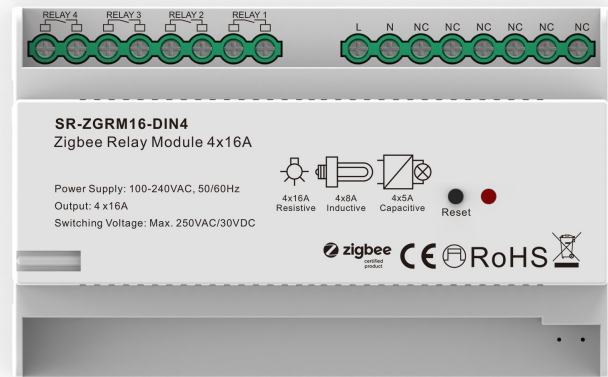 RELAY 4 RELAY 3 RELAY 2 RELAY 1
L N NC NC NC NC NC NC
SR-ZGRM16-DIN4
Zigbee Relay Module 4x16A
Power Supply: 100-240VAC, 50/60Hz
Output: 4 x16A
Switching Voltage: Max. 250VAC/30VDC
4x16A
Resistive
4x8A
Inductive
4x5A
Capacitive
Reset
zigbee
certified
product
CE
RoHS